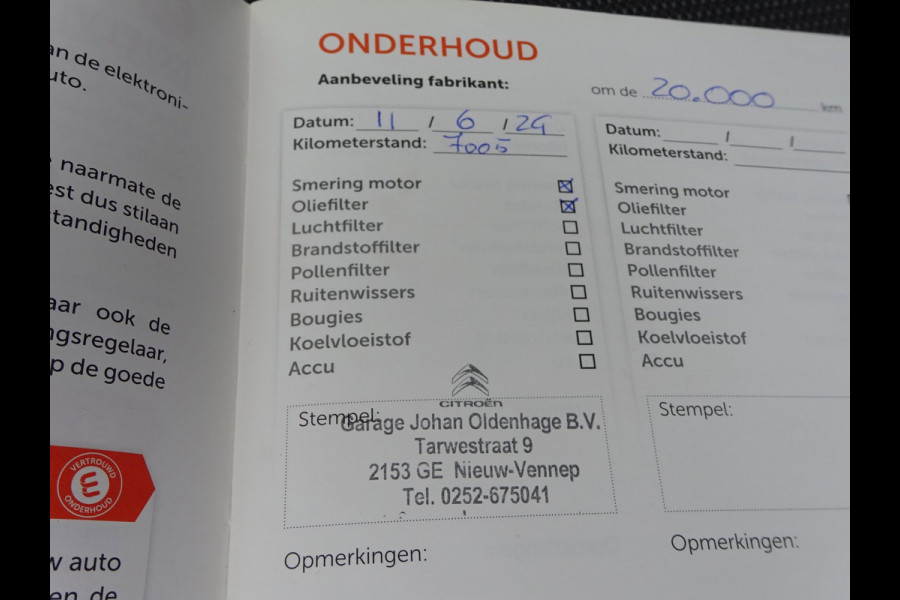 an de elektroni-
uto.
naarmate de
est dus stilaan
tandigheden
aar ook de
ngsregelaar,
p de goede
VERTROUWD
ONDERHOUD
w auto
en de
ONDERHOUD
Aanbeveling fabrikant:
om de 20.000 km
Datum: 11 / 6 / 24
Kilometerstand: 7005
Smering motor
Oliefilter
Luchtfilter
Brandstoffilter
Pollenfilter
Ruitenwissers
Bougies
Koelvloeistof
Accu
CITROËN
Stempel:
Garage Johan Oldenhage B.V.
Tarwestraat 9
2153 GE Nieuw-Vennep
Tel. 0252-675041
Opmerkingen:
Datum: / /
Kilometerstand:
Smering motor
Oliefilter
Luchtfilter
Brandstoffilter
Pollenfilter
Ruitenwissers
Bougies
Koelvloeistof
Accu
Stempel:
Opmerkingen: